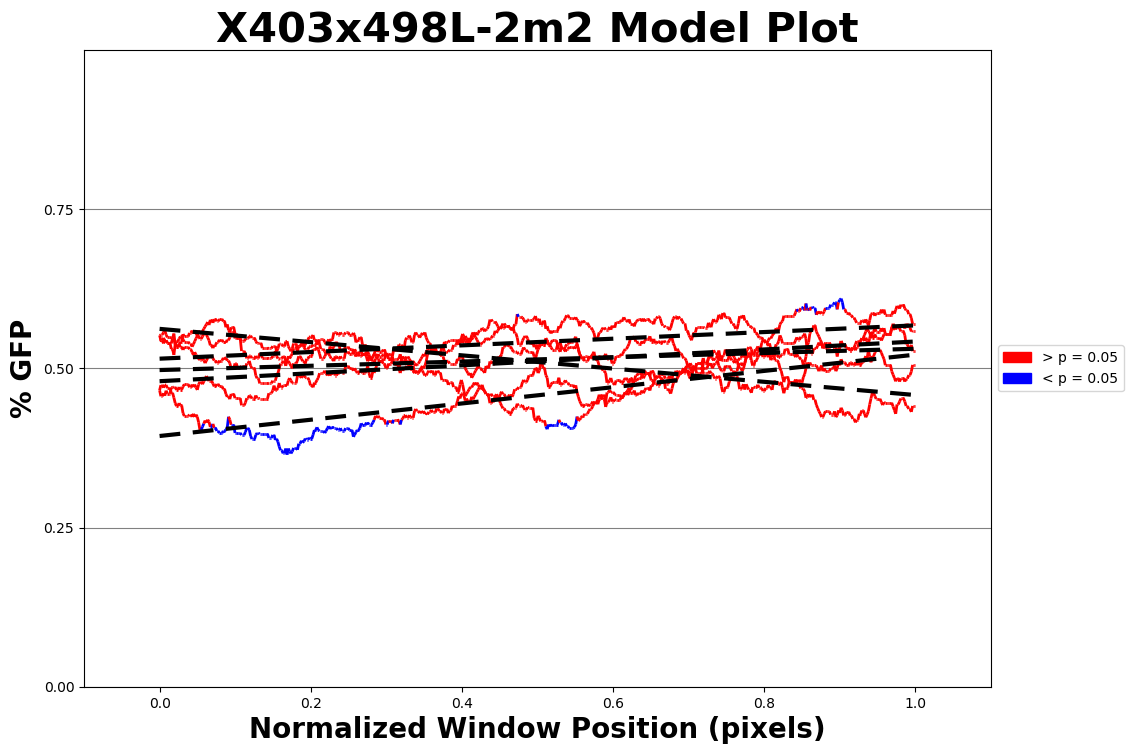 X403x498L-2m2 Model Plot
% GFP
0.75
0.50
0.25
0.00
0.0 0.2 0.4 0.6 0.8 1.0
Normalized Window Position (pixels)
> p = 0.05
< p = 0.05